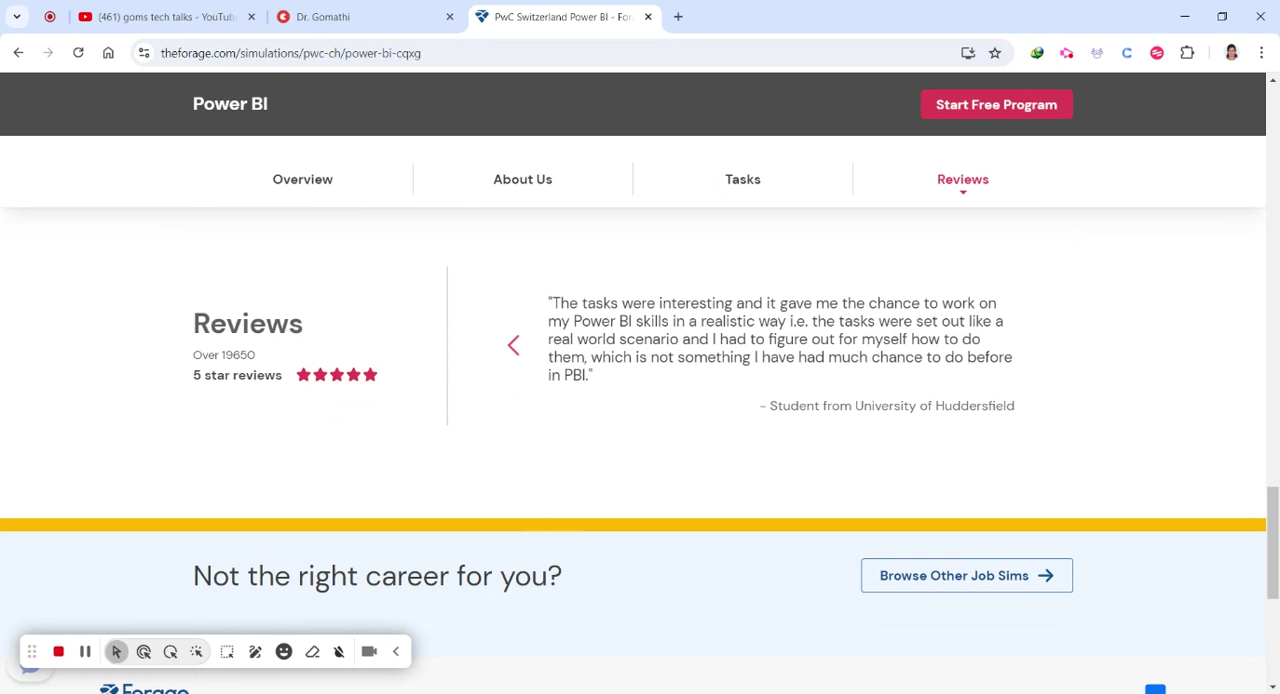 (461) goms tech talks - YouTub
Dr. Gomathi
PwC Switzerland Power BI - For
theforage.com/simulations/pwc-ch/power-bi-cqxg
Power BI
Start Free Program
Overview
About Us
Tasks
Reviews
Reviews
Over 19650
5 star reviews
"The tasks were interesting and it gave me the chance to work on
my Power BI skills in a realistic way i.e. the tasks were set out like a
real world scenario and I had to figure out for myself how to do
them, which is not something I have had much chance to do before
in PBI."
- Student from University of Huddersfield
Not the right career for you?
Browse Other Job Sims
Forage